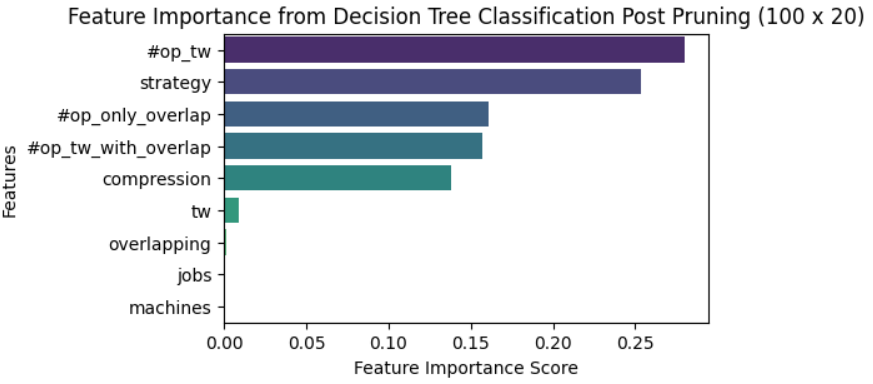 Feature Importance from Decision Tree Classification Post Pruning (100 x 20)
Features
#op_tw
strategy
#op_only_overlap
#op_tw_with_overlap
compression
tw
overlapping
jobs
machines
0.00 0.05 0.10 0.15 0.20 0.25
Feature Importance Score